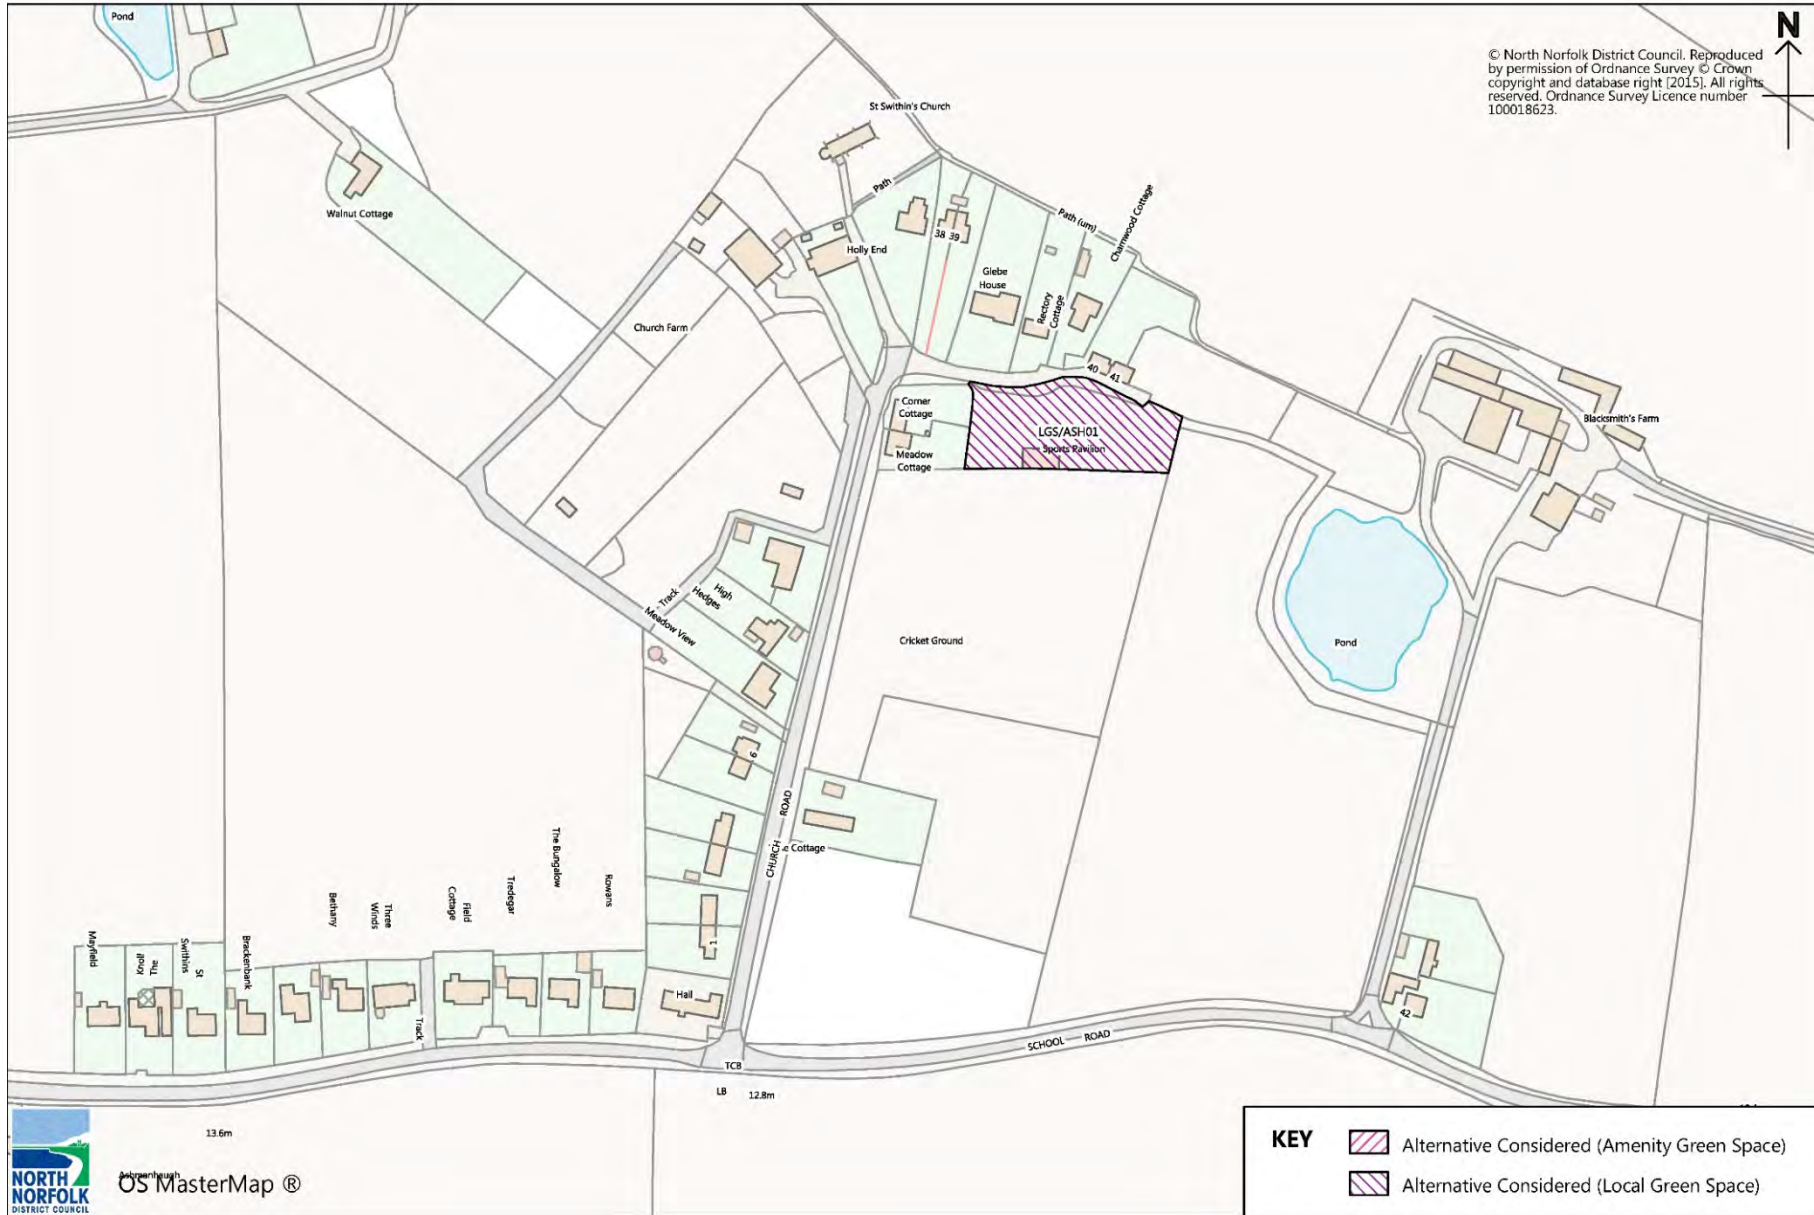 Pond
N
© North Norfolk District Council. Reproduced
by permission of Ordnance Survey © Crown
copyright and database right [2015]. All rights
reserved. Ordnance Survey Licence number
100018623.
St Swithin's Church
Path
Path (um)
Charnwood Cottage
Walnut Cottage
Holly End
38 39
Glebe
House
Rectory
Cottage
Church Farm
40 41
Corner
Cottage
LGS/ASH01
Sports Pavilion
Meadow
Cottage
Blacksmith's Farm
High
Hedges
Track
Meadow View
Cricket Ground
Pond
6
CHURCH ROAD
Cottage
The Bungalow
Rowans
Tredegar
Field
Cottage
Three
Winds
Bethany
Brackenbank
St
Swithins
The
Knoll
Mayfield
1
Hall
Track
42
SCHOOL ROAD
TCB
LB
12.8m
13.6m
NORTH
NORFOLK
DISTRICT COUNCIL
Ashmanhaugh
OS MasterMap ®
KEY
Alternative Considered (Amenity Green Space)
Alternative Considered (Local Green Space)